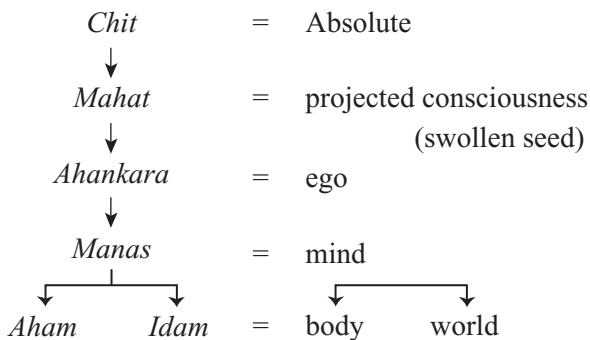 Chit = Absolute
Mahat = projected consciousness
(swollen seed)
Ahankara = ego
Manas = mind
Aham Idam = body world